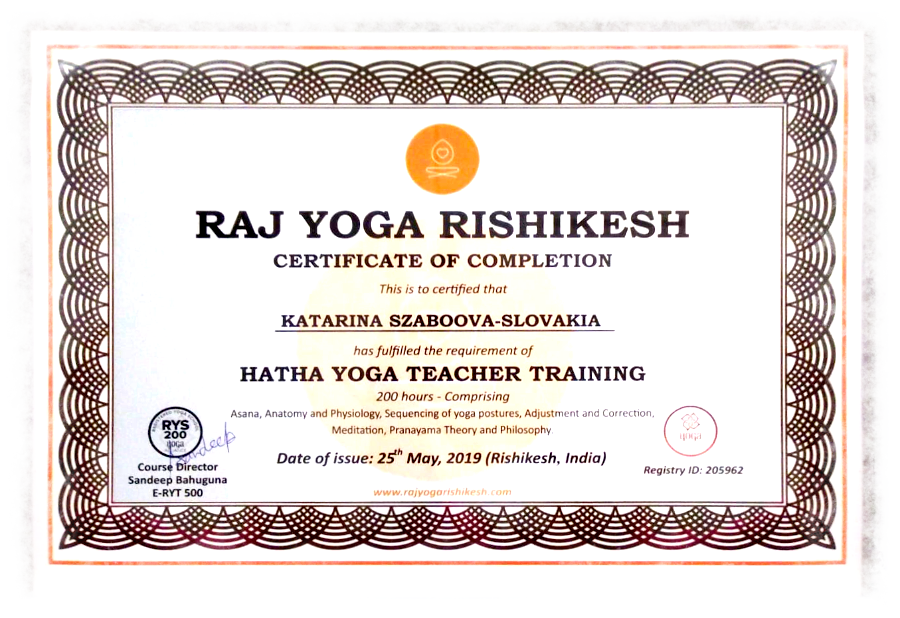 RAJ YOGA RISHIKESH
CERTIFICATE OF COMPLETION
This is to certified that
KATARINA SZABOOVA-SLOVAKIA
has fulfilled the requirement of
HATHA YOGA TEACHER TRAINING
200 hours - Comprising
Asana, Anatomy and Physiology, Sequencing of yoga postures, Adjustment and Correction,
Meditation, Pranayama Theory and Philosophy.
RYS
200
yoga
Sandeep
Course Director
Sandeep Bahuguna
E-RYT 500
Date of issue: 25th May, 2019 (Rishikesh, India)
yoga
Registry ID: 205962
www.rajyogarishikesh.com